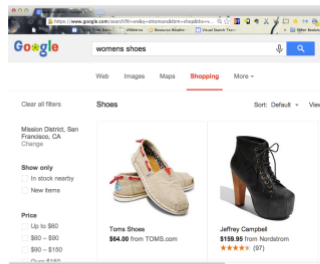 Google
womens shoes
Web Images Maps Shopping More
Clear all filters
Shoes
Sort: Default
Mission District, San
Francisco, CA
Change
Show only
In stock nearby
New items
Price
Up to $60
$60 – $90
$90 – $150
Toms Shoes
$64.00 from TOMS.com
Jeffrey Campbell
$159.95 from Nordstrom
(97)